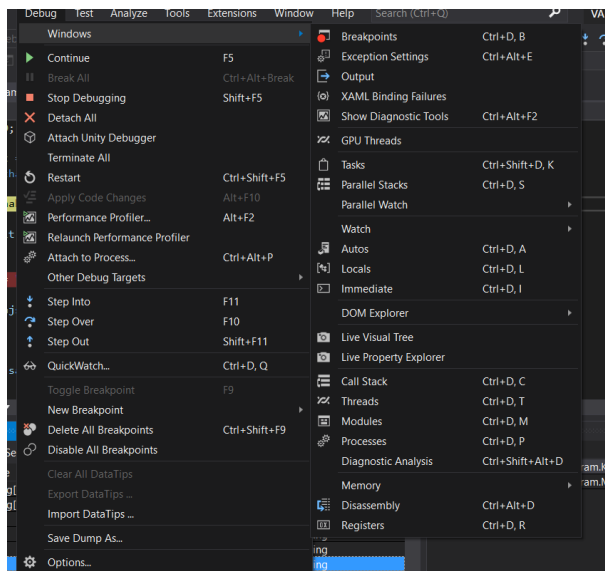 Debug Test Analyze Tools Extensions Window Help Search (Ctrl+Q) VA
Windows
Continue F5
Break All Ctrl+Alt+Break
Stop Debugging Shift+F5
Detach All
Attach Unity Debugger
Terminate All
Restart Ctrl+Shift+F5
Apply Code Changes Alt+F10
Performance Profiler... Alt+F2
Relaunch Performance Profiler
Attach to Process... Ctrl+Alt+P
Other Debug Targets
Step Into F11
Step Over F10
Step Out Shift+F11
QuickWatch... Ctrl+D, Q
Toggle Breakpoint F9
New Breakpoint
Delete All Breakpoints Ctrl+Shift+F9
Disable All Breakpoints
Clear All DataTips
Export DataTips ...
Import DataTips ...
Save Dump As...
Options...
Breakpoints Ctrl+D, B
Exception Settings Ctrl+Alt+E
Output
XAML Binding Failures
Show Diagnostic Tools Ctrl+Alt+F2
GPU Threads
Tasks Ctrl+Shift+D, K
Parallel Stacks Ctrl+D, S
Parallel Watch
Watch
Autos Ctrl+D, A
Locals Ctrl+D, L
Immediate Ctrl+D, I
DOM Explorer
Live Visual Tree
Live Property Explorer
Call Stack Ctrl+D, C
Threads Ctrl+D, T
Modules Ctrl+D, M
Processes Ctrl+D, P
Diagnostic Analysis Ctrl+Shift+Alt+D
Memory
Disassembly Ctrl+Alt+D
Registers Ctrl+D, R
ram.K
ram.M
ing
ing